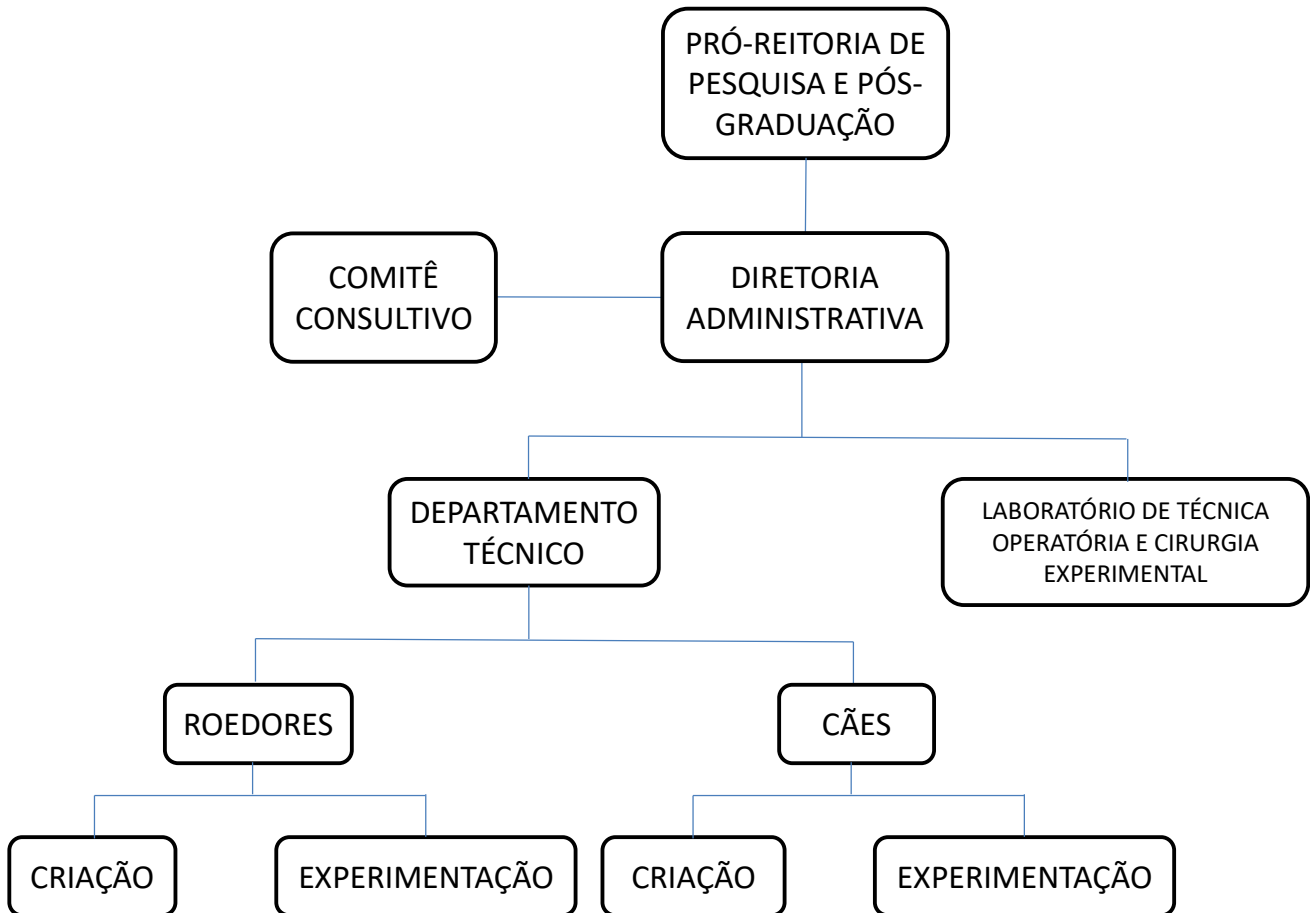 PRÓ-REITORIA DE
PESQUISA E PÓS-
GRADUAÇÃO
COMITÊ
CONSULTIVO
DIRETORIA
ADMINISTRATIVA
DEPARTAMENTO
TÉCNICO
LABORATÓRIO DE TÉCNICA
OPERATÓRIA E CIRURGIA
EXPERIMENTAL
ROEDORES
CÃES
CRIAÇÃO
EXPERIMENTAÇÃO
CRIAÇÃO
EXPERIMENTAÇÃO